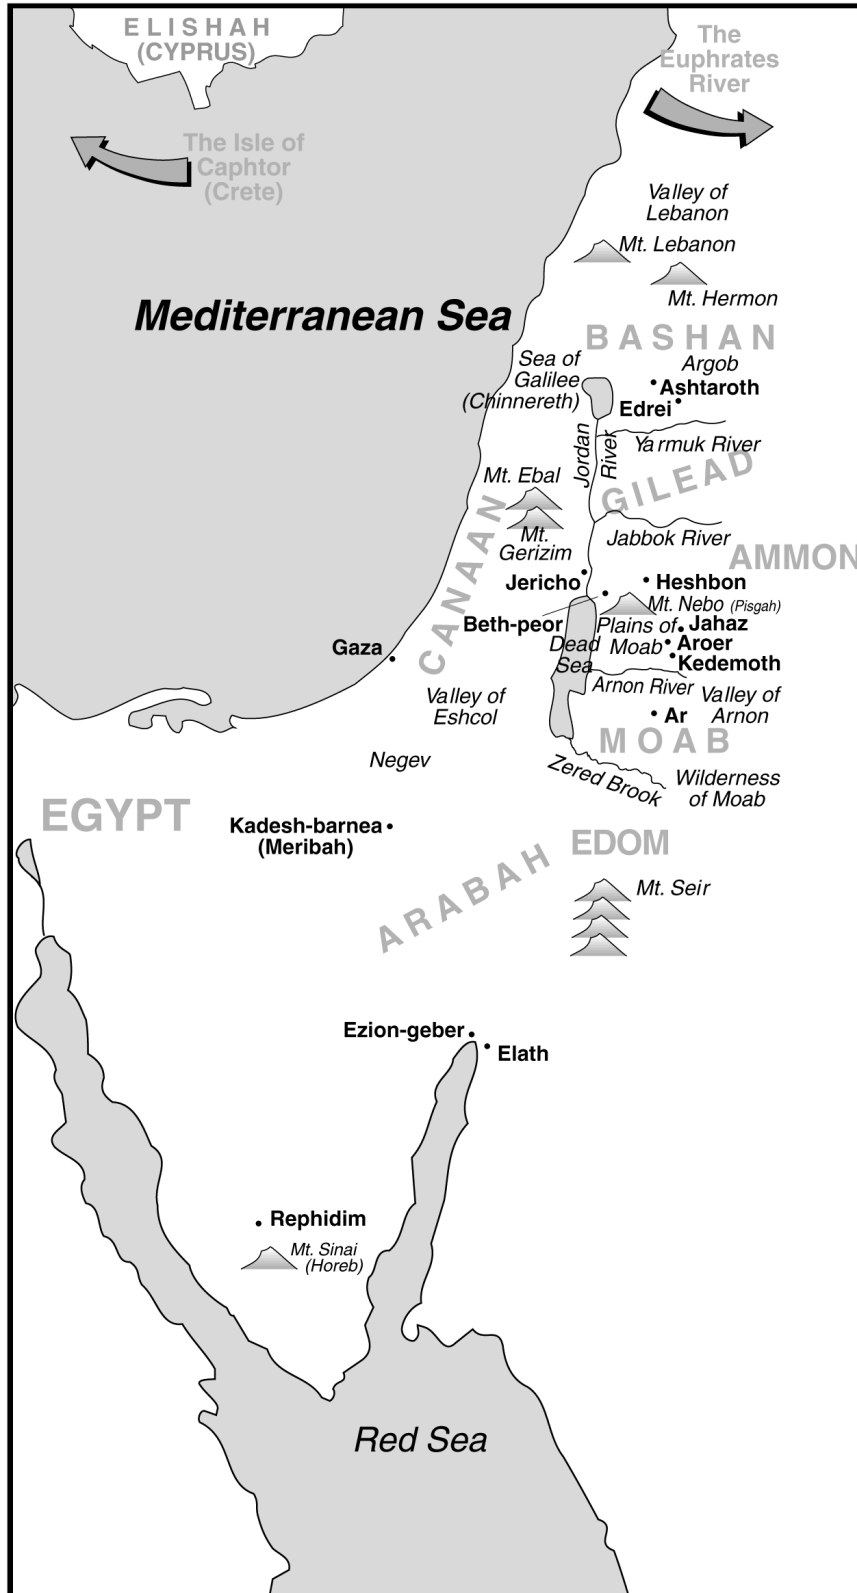 ELISHAH
(CYPRUS)
The
Euphrates
River
The Isle of
Caphtor
(Crete)
Valley of
Lebanon
Mt. Lebanon
Mt. Hermon
Mediterranean Sea
BASHAN
Sea of
Galilee
(Chinnereth)
Argob
Ashtaroth
Edrei
Jordan
River
Yarmuk River
GILEAD
Mt. Ebal
Mt.
Gerizim
CANAAN
Jabbok River
AMMON
Jericho
Heshbon
Mt. Nebo (Pisgah)
Beth-peor
Plains of
Moab
Jahaz
Aroer
Kedemoth
Dead
Sea
Gaza
Arnon River
Valley of
Arnon
Valley of
Eshcol
Ar
MOAB
Negev
Zered Brook
Wilderness
of Moab
EGYPT
Kadesh-barnea
(Meribah)
ARABAH
EDOM
Mt. Seir
Ezion-geber
Elath
Rephidim
Mt. Sinai
(Horeb)
Red Sea